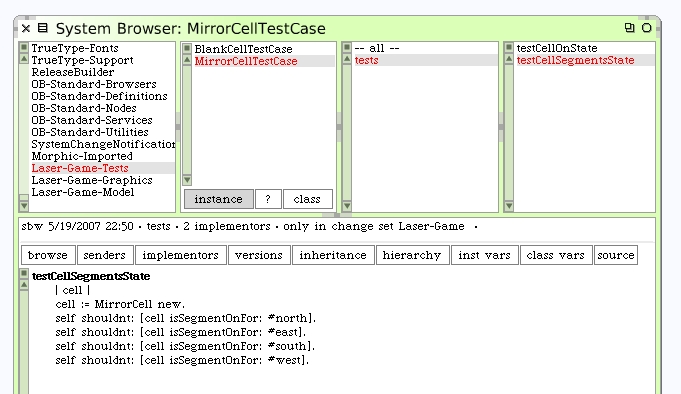 System Browser: MirrorCellTestCase
TrueType-Fonts
TrueType-Support
ReleaseBuilder
OB-Standard-Browsers
OB-Standard-Definitions
OB-Standard-Nodes
OB-Standard-Services
OB-Standard-Utilities
SystemChangeNotification
Morphic-Imported
Laser-Game-Tests
Laser-Game-Graphics
Laser-Game-Model
BlankCellTestCase
MirrorCellTestCase
instance ? class
-- all --
tests
testCellOnState
testCellSegmentsState
sbw 5/19/2007 22:50 · tests · 2 implementors · only in change set Laser-Game ·
browse senders implementors versions inheritance hierarchy inst vars class vars source
testCellSegmentsState
| cell |
cell := MirrorCell new.
self shouldnt: [cell isSegmentOnFor: #north].
self shouldnt: [cell isSegmentOnFor: #east].
self shouldnt: [cell isSegmentOnFor: #south].
self shouldnt: [cell isSegmentOnFor: #west].